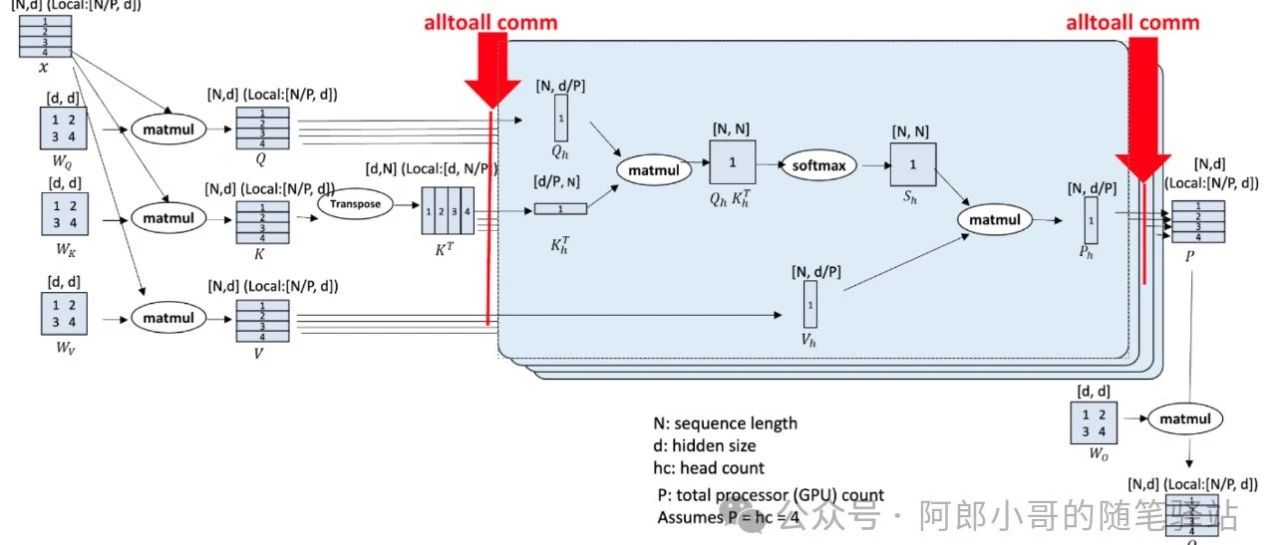 [N,d] (Local:[N/P, d])
1
2
3
4
x
alltoall comm
alltoall comm
[d, d]
1 2
3 4
W_Q
matmul
[N,d] (Local:[N/P, d])
1
2
3
4
Q
[d, d]
1 2
3 4
W_K
matmul
[N,d] (Local:[N/P, d])
1
2
3
4
K
Transpose
[d,N] (Local:[d, N/P])
1 2 3 4
K^T
[d, d]
1 2
3 4
W_V
matmul
[N,d] (Local:[N/P, d])
1
2
3
4
V
[N, d/P]
1
Q_h
[d/P, N]
1
K_h^T
matmul
[N, N]
1
Q_h K_h^T
softmax
[N, N]
1
S_h
[N, d/P]
1
V_h
matmul
[N, d/P]
1
P_h
[N,d]
(Local:[N/P, d])
1
2
3
4
P
[d, d]
1 2
3 4
W_O
matmul
[N,d] (Local:[N/P, d])
1
2
3
4
N: sequence length
d: hidden size
hc: head count
P: total processor (GPU) count
Assumes P = hc = 4
公众号 · 阿郎小哥的随笔驿站